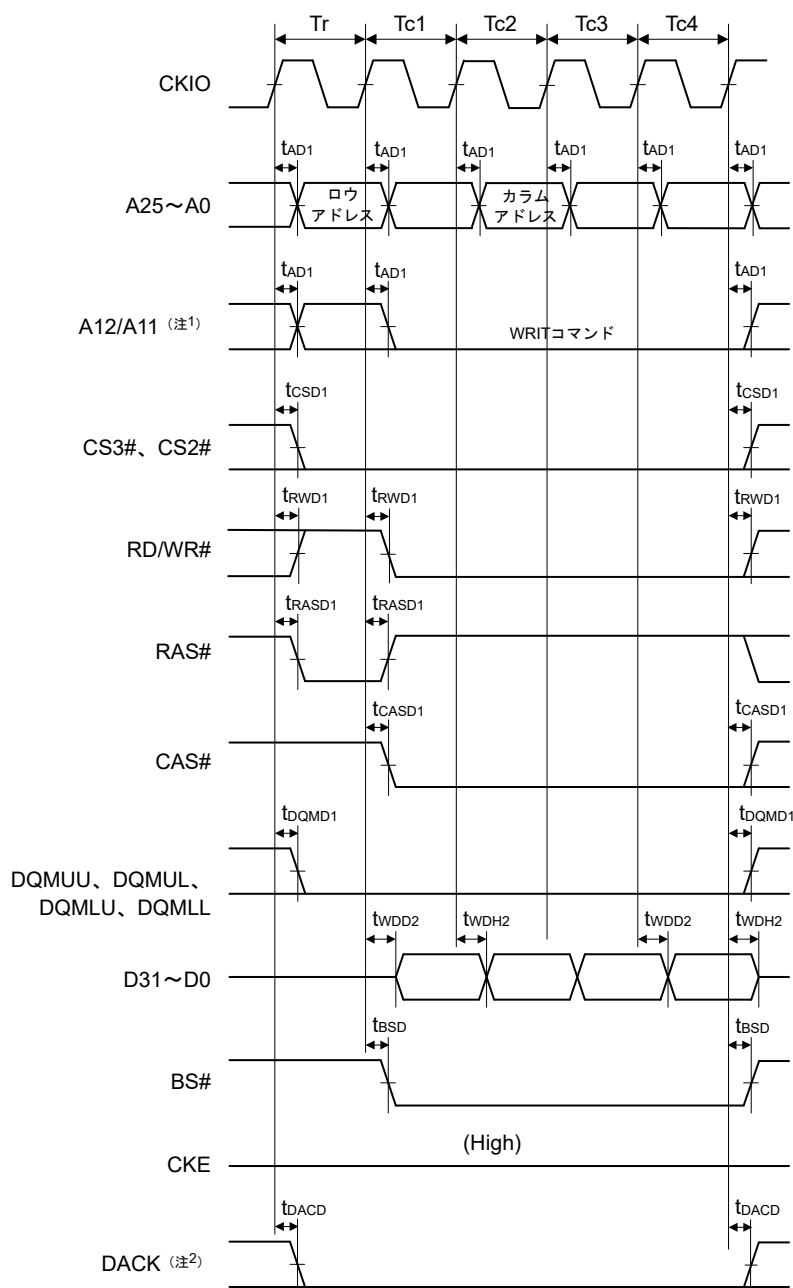 Tr Tc1 Tc2 Tc3 Tc4
CKIO
tAD1 tAD1 tAD1 tAD1 tAD1 tAD1
A25～A0
ロウ
アドレス
カラム
アドレス
tAD1 tAD1 tAD1
A12/A11（注1）
WRITコマンド
tCSD1 tCSD1
CS3#、CS2#
tRWD1 tRWD1 tRWD1
RD/WR#
tRASD1 tRASD1
RAS#
tCASD1 tCASD1
CAS#
tDQMD1 tDQMD1
DQMUU、DQMUL、
DQMLU、DQMLL
tWDD2 tWDH2 tWDD2 tWDH2
D31～D0
tBSD tBSD
BS#
(High)
CKE
tDACD tDACD
DACK（注2）